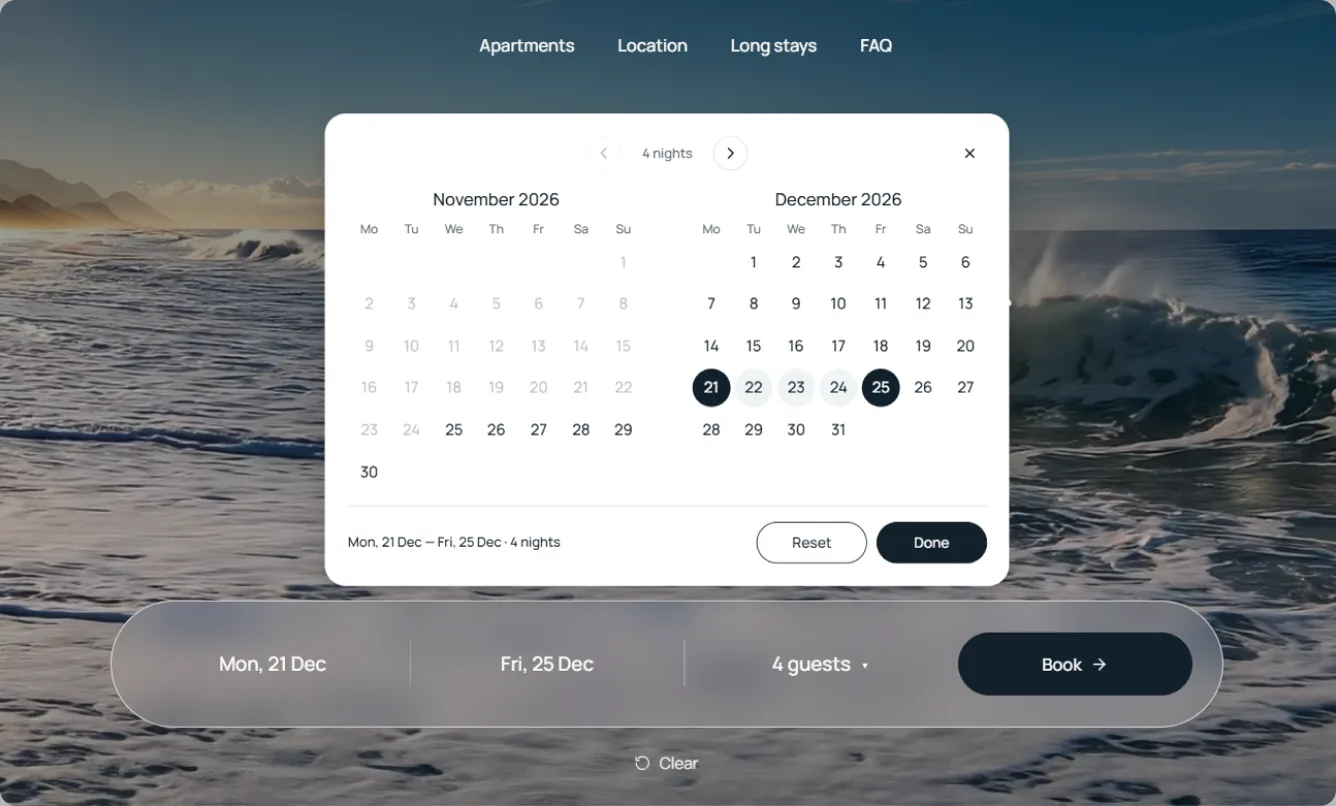 Apartments Location Long stays FAQ
4 nights
November 2026
Mo Tu We Th Fr Sa Su
1
2 3 4 5 6 7 8
9 10 11 12 13 14 15
16 17 18 19 20 21 22
23 24 25 26 27 28 29
30
December 2026
Mo Tu We Th Fr Sa Su
1 2 3 4 5 6
7 8 9 10 11 12 13
14 15 16 17 18 19 20
21 22 23 24 25 26 27
28 29 30 31
Mon, 21 Dec — Fri, 25 Dec · 4 nights
Reset Done
Mon, 21 Dec Fri, 25 Dec 4 guests Book →
Clear